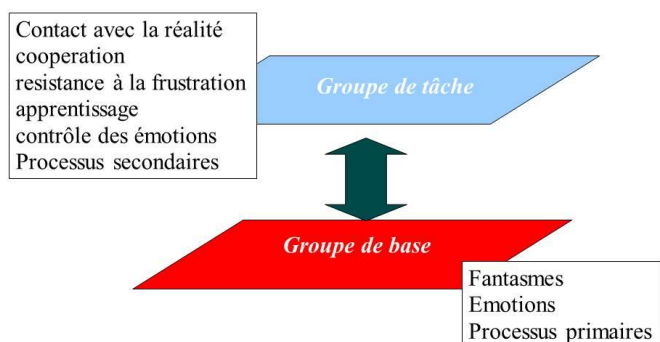 Contact avec la réalité
cooperation
resistance à la frustration
apprentissage
contrôle des émotions
Processus secondaires
Groupe de tâche
Groupe de base
Fantasmes
Emotions
Processus primaires